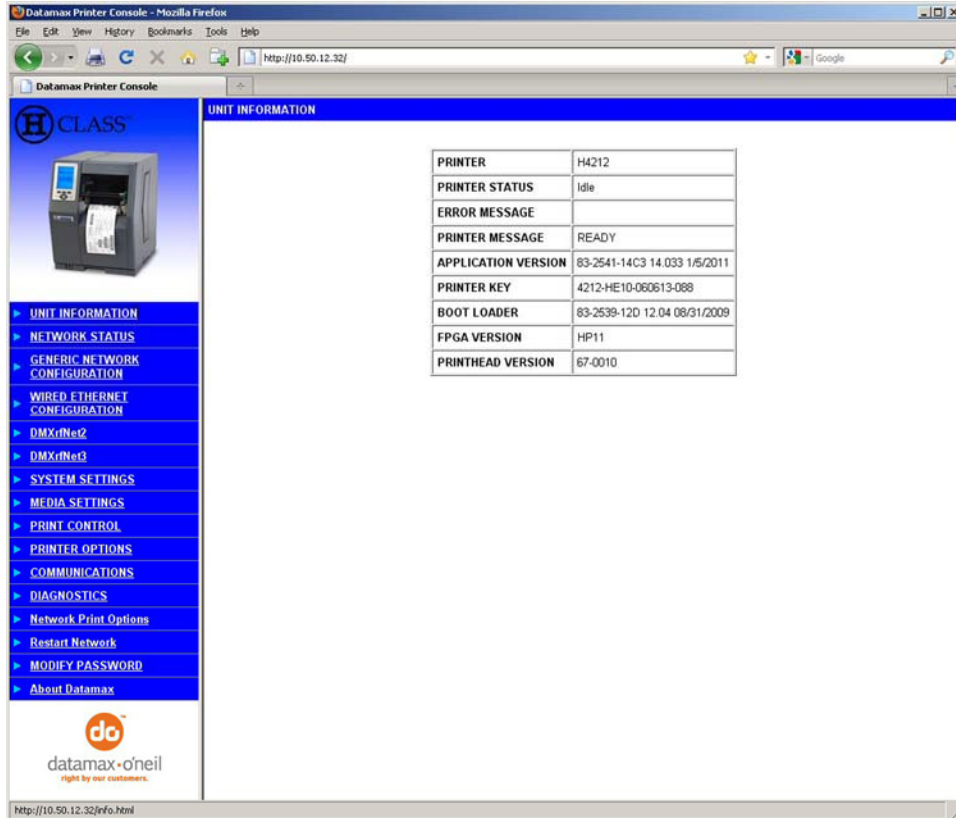 Datamax Printer Console - Mozilla Firefox
File Edit View History Bookmarks Tools Help
http://10.50.12.32/
Google
Datamax Printer Console
H CLASS™
UNIT INFORMATION
PRINTER H4212
PRINTER STATUS Idle
ERROR MESSAGE
PRINTER MESSAGE READY
APPLICATION VERSION 83-2541-14C3 14.033 1/5/2011
PRINTER KEY 4212-HE10-060613-088
BOOT LOADER 83-2539-12D 12.04 08/31/2009
FPGA VERSION HP11
PRINTHEAD VERSION 67-0010
UNIT INFORMATION
NETWORK STATUS
GENERIC NETWORK
CONFIGURATION
WIRED ETHERNET
CONFIGURATION
DMXrfNet2
DMXrfNet3
SYSTEM SETTINGS
MEDIA SETTINGS
PRINT CONTROL
PRINTER OPTIONS
COMMUNICATIONS
DIAGNOSTICS
Network Print Options
Restart Network
MODIFY PASSWORD
About Datamax
do™
datamax•o'neil
right by our customers.
http://10.50.12.32/info.html